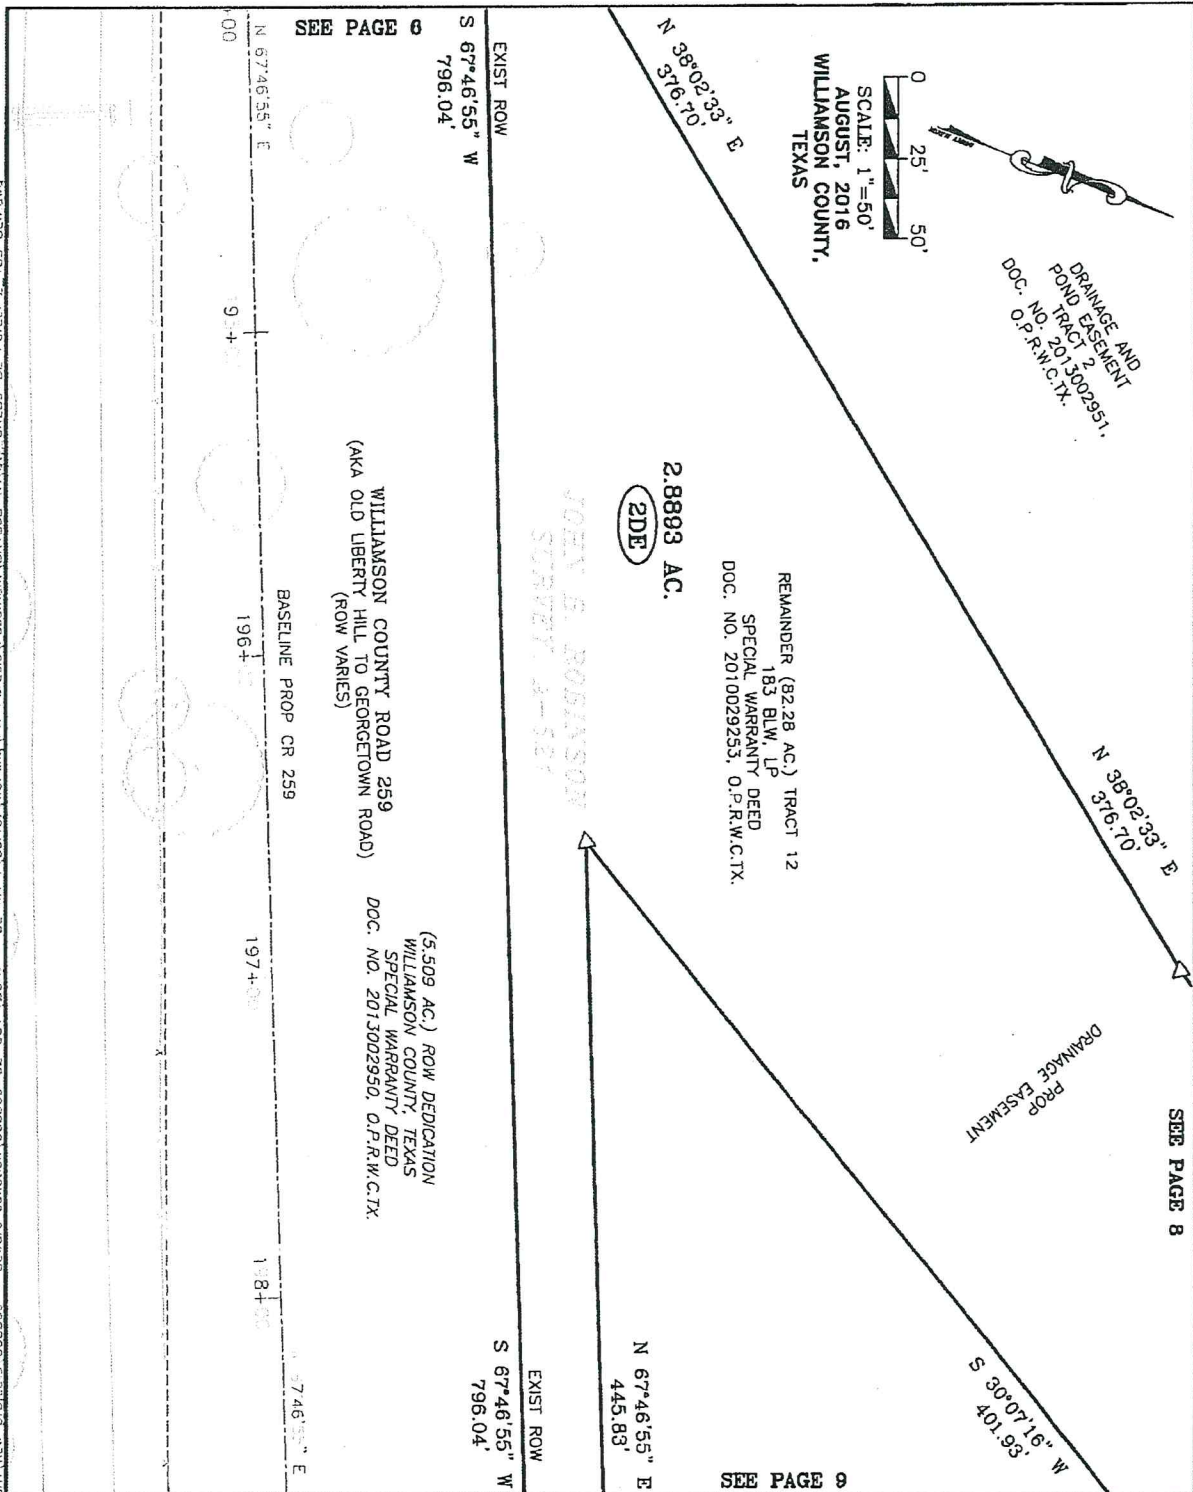 SEE PAGE 6
0
25'
50'
SCALE: 1"=50'
AUGUST, 2016
WILLIAMSON COUNTY,
TEXAS
DRAINAGE AND
POND EASEMENT
TRACT 2
DOC. NO. 2013002951,
O.P.R.W.C.TX.
N 38°02'33" E
376.70'
N 38°02'33" E
376.70'
SEE PAGE 8
PROP
DRAINAGE EASEMENT
REMAINDER (82.28 AC.) TRACT 12
183 BLW, LP
SPECIAL WARRANTY DEED
DOC. NO. 2010029253, O.P.R.W.C.TX.
2.8893 AC.
2DE
JOHN B. ROBINSON
SURVEY
S 30°07'16" W
401.93'
N 67°46'55" E
445.83'
SEE PAGE 9
EXIST ROW
S 67°46'55" W
796.04'
EXIST ROW
S 67°46'55" W
796.04'
WILLIAMSON COUNTY ROAD 259
(AKA OLD LIBERTY HILL TO GEORGETOWN ROAD)
(ROW VARIES)
(5.509 AC.) ROW DEDICATION
WILLIAMSON COUNTY, TEXAS
SPECIAL WARRANTY DEED
DOC. NO. 2013002950, O.P.R.W.C.TX.
BASELINE PROP CR 259
N 67°46'55" E
196+
197+